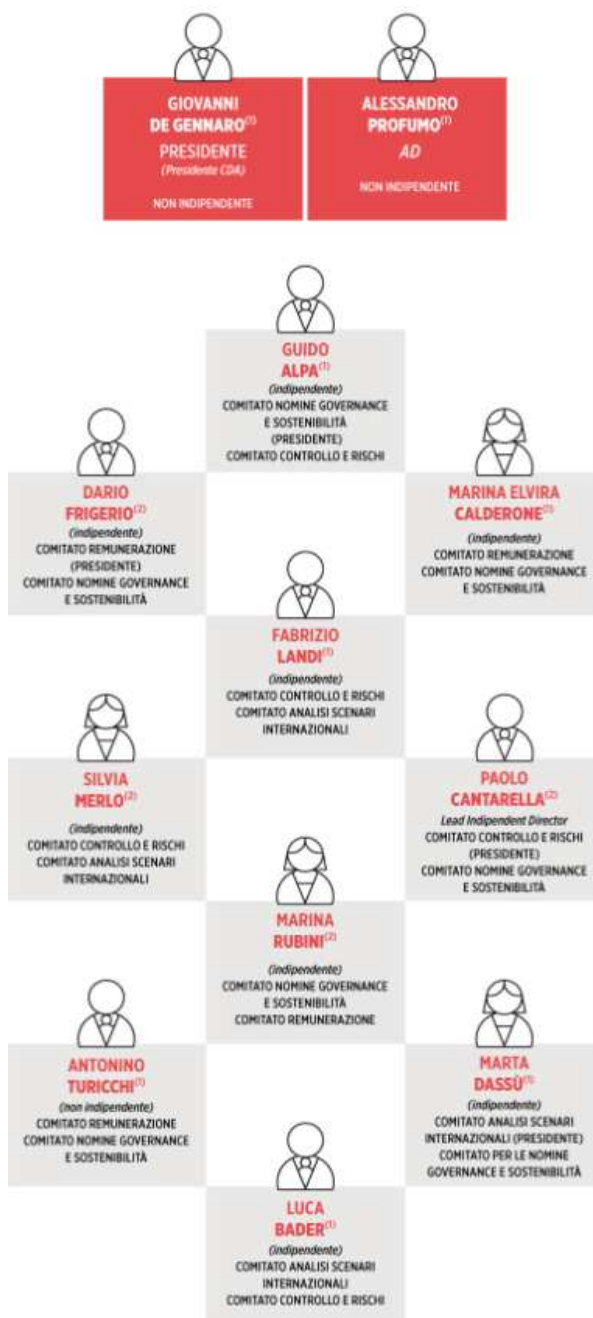 GIOVANNI
DE GENNARO(1)
PRESIDENTE
(Presidente CDA)
NON INDIPENDENTE
ALESSANDRO
PROFUMO(1)
AD
NON INDIPENDENTE
GUIDO
ALPA(1)
(indipendente)
COMITATO NOMINE GOVERNANCE
E SOSTENIBILITÀ
(PRESIDENTE)
COMITATO CONTROLLO E RISCHI
DARIO
FRIGERIO(2)
(indipendente)
COMITATO REMUNERAZIONE
(PRESIDENTE)
COMITATO NOMINE GOVERNANCE
E SOSTENIBILITÀ
MARINA ELVIRA
CALDERONE(1)
(indipendente)
COMITATO REMUNERAZIONE
COMITATO NOMINE GOVERNANCE
E SOSTENIBILITÀ
FABRIZIO
LANDI(1)
(indipendente)
COMITATO CONTROLLO E RISCHI
COMITATO ANALISI SCENARI
INTERNAZIONALI
SILVIA
MERLO(2)
(indipendente)
COMITATO CONTROLLO E RISCHI
COMITATO ANALISI SCENARI
INTERNAZIONALI
PAOLO
CANTARELLA(2)
Lead Indipendent Director
COMITATO CONTROLLO E RISCHI
(PRESIDENTE)
COMITATO NOMINE GOVERNANCE
E SOSTENIBILITÀ
MARINA
RUBINI(2)
(indipendente)
COMITATO NOMINE GOVERNANCE
E SOSTENIBILITÀ
COMITATO REMUNERAZIONE
ANTONINO
TURICCHI(1)
(non indipendente)
COMITATO REMUNERAZIONE
COMITATO NOMINE GOVERNANCE
E SOSTENIBILITÀ
MARTA
DASSÙ(1)
(indipendente)
COMITATO ANALISI SCENARI
INTERNAZIONALI (PRESIDENTE)
COMITATO PER LE NOMINE
GOVERNANCE E SOSTENIBILITÀ
LUCA
BADER(1)
(indipendente)
COMITATO ANALISI SCENARI
INTERNAZIONALI
COMITATO CONTROLLO E RISCHI